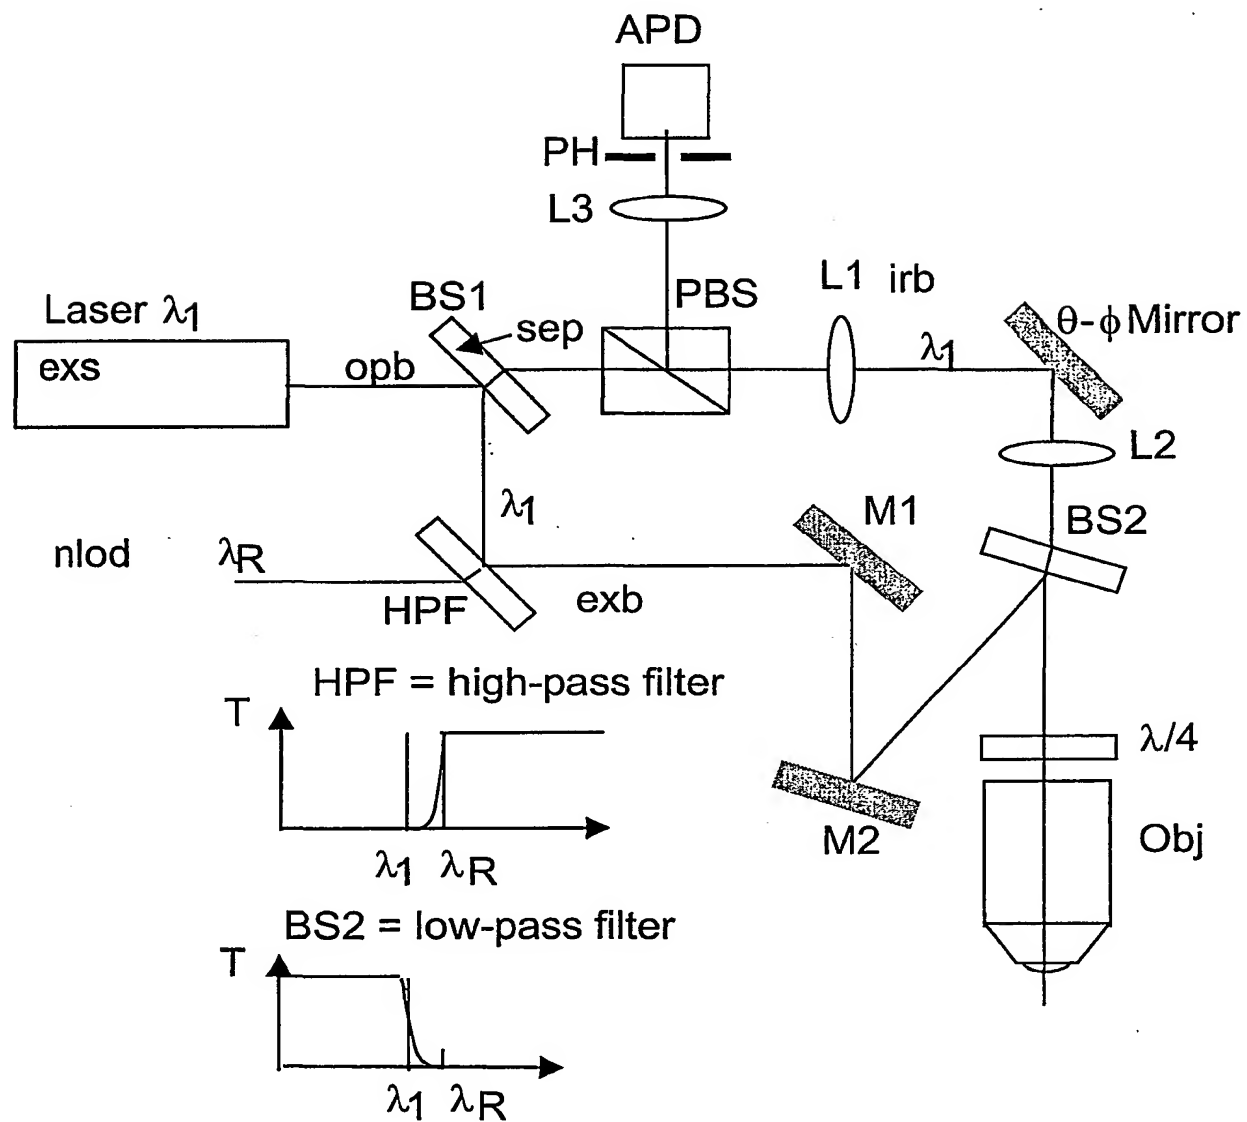 APD
PH
L3
BS1
PBS
L1 irb
Laser λ1
sep
θ-ϕ Mirror
exs
opb
λ1
L2
λ1
M1
BS2
nlod
λR
HPF
exb
HPF = high-pass filter
T
λ/4
M2
Obj
λ1 λR
BS2 = low-pass filter
T
λ1 λR